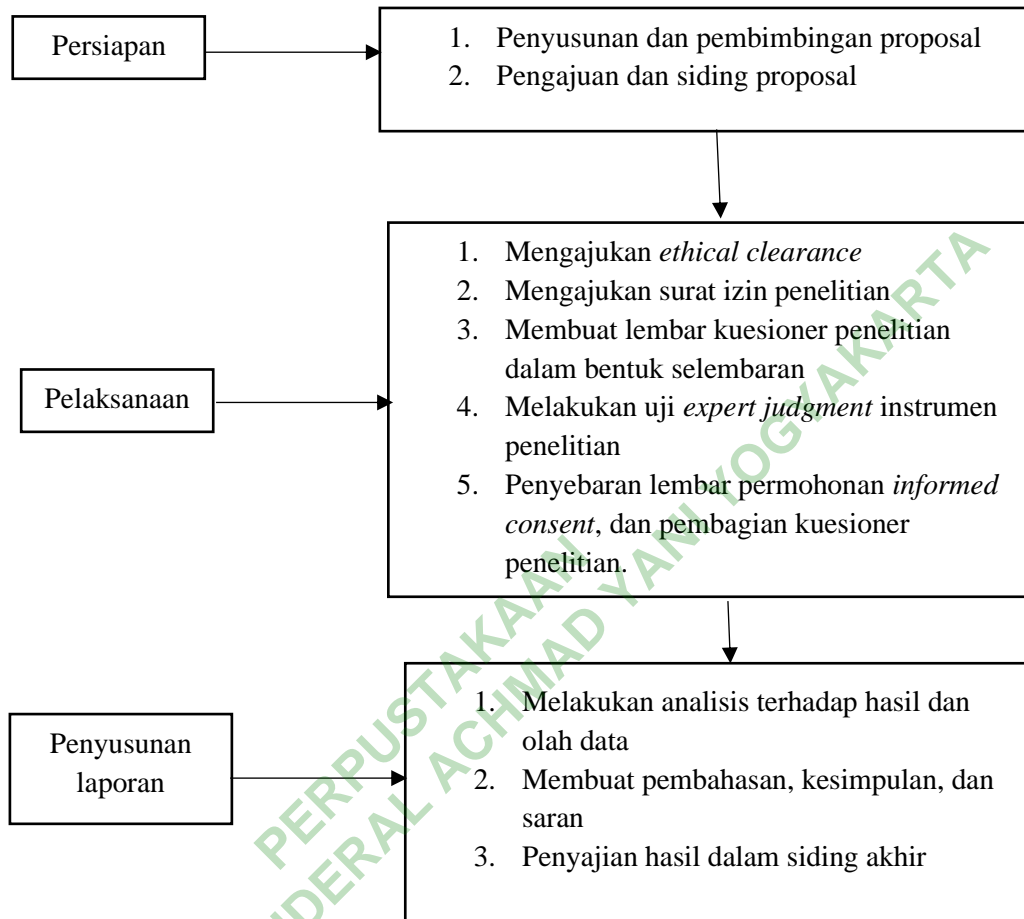 Persiapan
1. Penyusunan dan pembimbingan proposal
2. Pengajuan dan siding proposal
Pelaksanaan
1. Mengajukan ethical clearance
2. Mengajukan surat izin penelitian
3. Membuat lembar kuesioner penelitian
dalam bentuk selembaran
4. Melakukan uji expert judgment instrumen
penelitian
5. Penyebaran lembar permohonan informed
consent, dan pembagian kuesioner
penelitian.
Penyusunan
laporan
1. Melakukan analisis terhadap hasil dan
olah data
2. Membuat pembahasan, kesimpulan, dan
saran
3. Penyajian hasil dalam siding akhir
PERPUSTAKAAN
ACHMAD YANI YOGYAKARTA